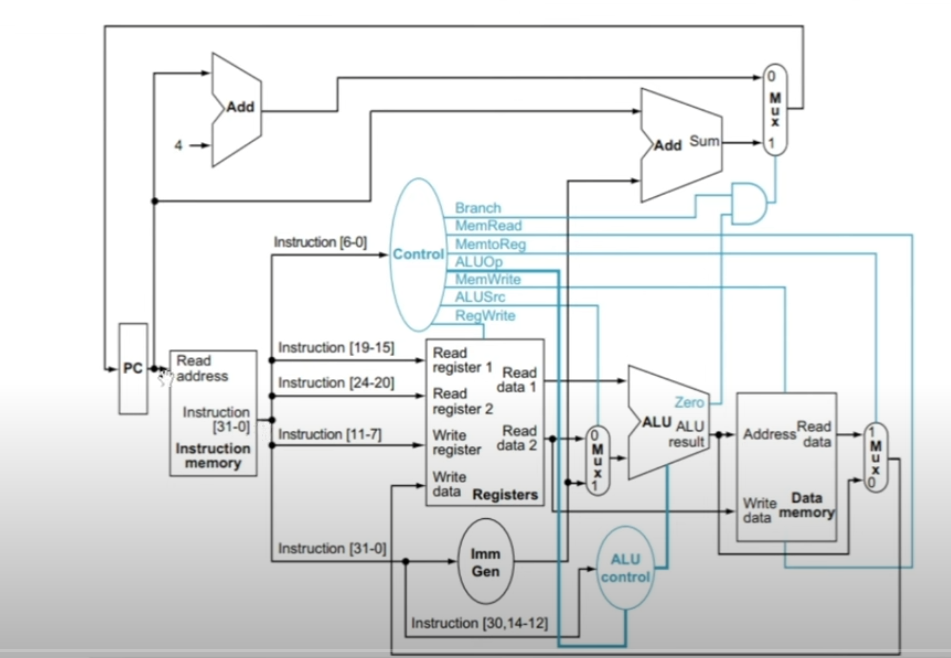 Add
4
0
M
u
x
1
Add Sum
Branch
MemRead
MemtoReg
ALUOp
MemWrite
ALUSrc
RegWrite
Control
Instruction [6-0]
Instruction [19-15]
Instruction [24-20]
Instruction [11-7]
Instruction [31-0]
Instruction [30,14-12]
PC
Read
address
Instruction
[31-0]
Instruction
memory
Read
register 1
Read
data 1
Read
register 2
Write
register
Read
data 2
Write
data
Registers
Imm
Gen
0
M
u
x
1
Zero
ALU
ALU
result
ALU
control
Address
Read
data
Write
data
Data
memory
1
M
u
x
0